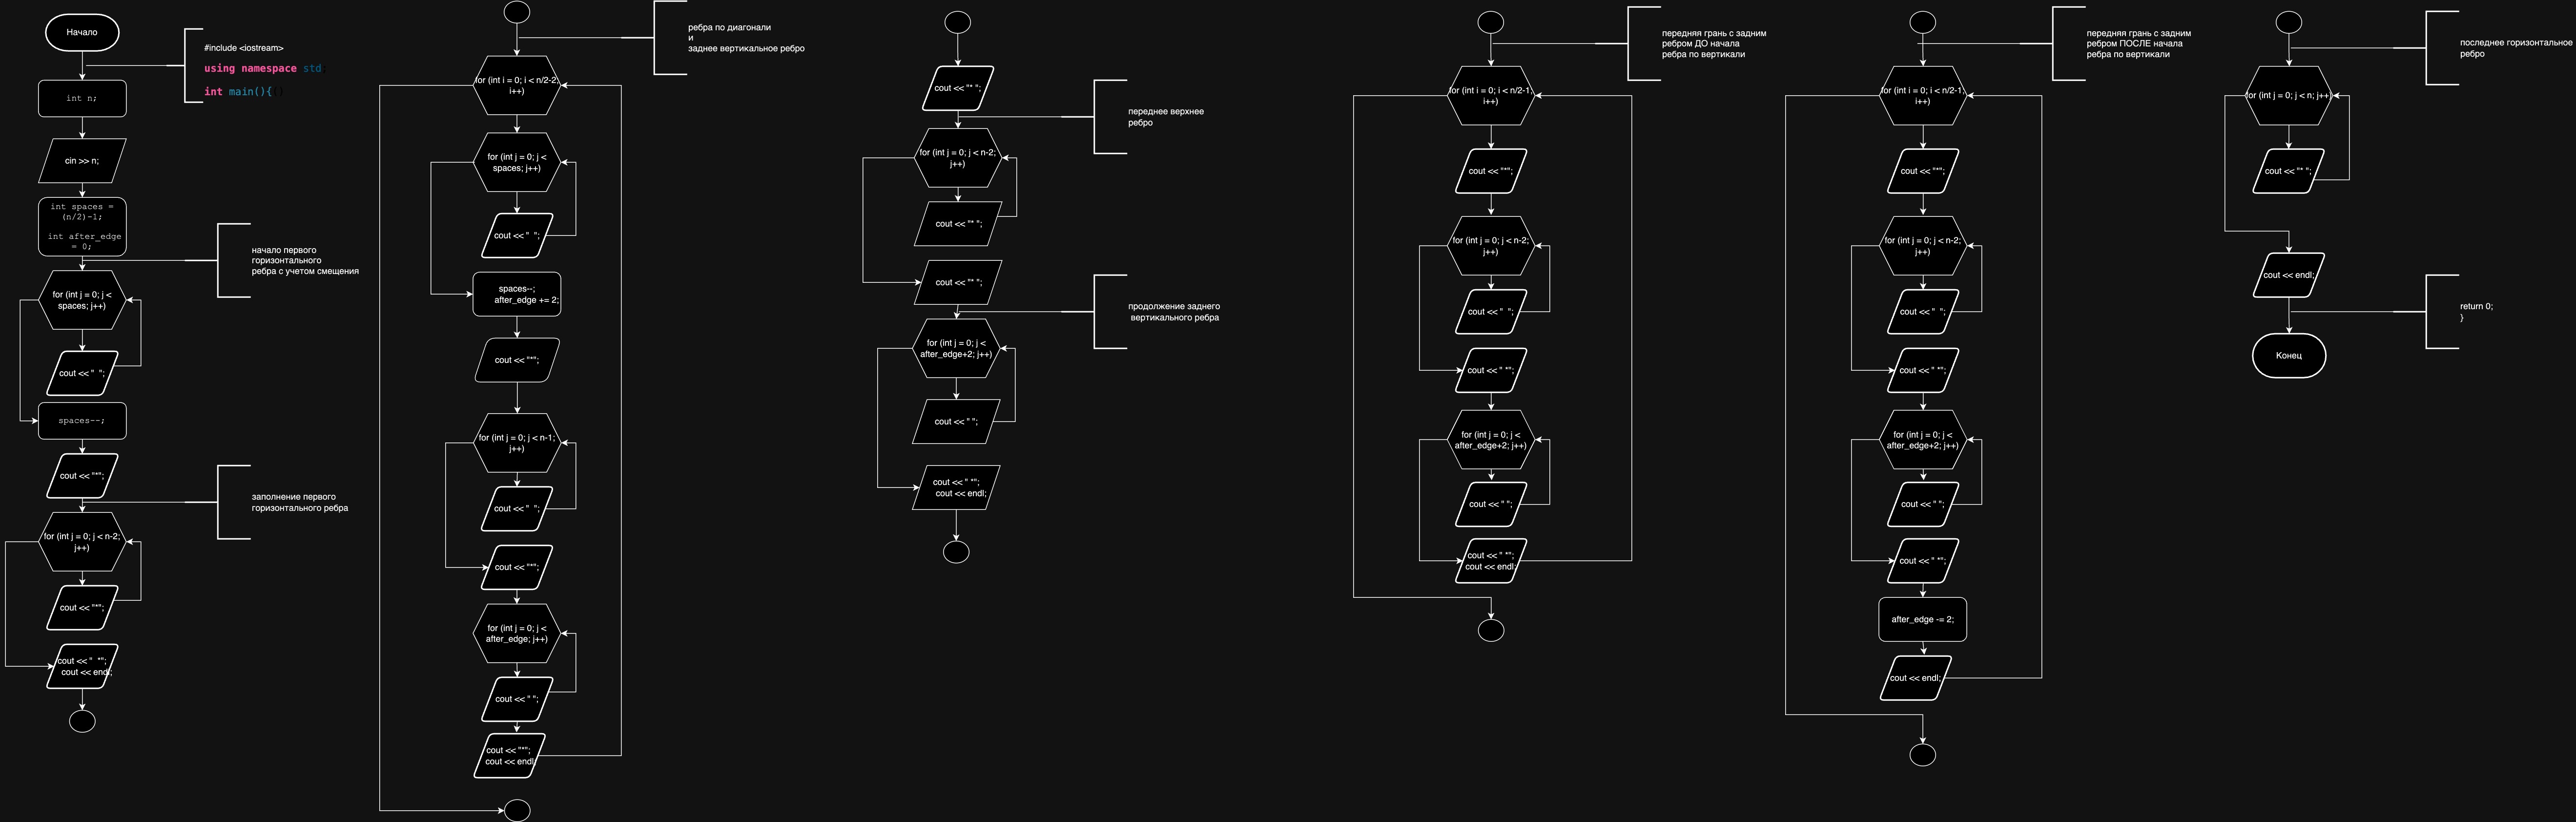 Начало
#include <iostream>
using namespace std;
int main(){}
int n;
cin >> n;
int spaces =
(n/2)-1;
int after_edge
= 0;
начало первого
горизонтального
ребра с учетом смещения
for (int j = 0; j <
spaces; j++)
cout << "  ";
spaces--;
cout << "*";
заполнение первого
горизонтального ребра
for (int j = 0; j < n-2;
j++)
cout << "*";
cout << "  *";
cout << endl;
ребра по диагонали
и
заднее вертикальное ребро
for (int i = 0; i < n/2-2;
i++)
for (int j = 0; j <
spaces; j++)
cout << "  ";
spaces--;
after_edge += 2;
cout << "*";
for (int j = 0; j < n-1;
j++)
cout << "  ";
cout << "*";
for (int j = 0; j <
after_edge; j++)
cout << " ";
cout << "*";
cout << endl;
cout << "* ";
переднее верхнее
ребро
for (int j = 0; j < n-2;
j++)
cout << "* ";
cout << "* ";
продолжение заднего
вертикального ребра
for (int j = 0; j <
after_edge+2; j++)
cout << " ";
cout << " *";
cout << endl;
передняя грань с задним
ребром ДО начала
ребра по вертикали
for (int i = 0; i < n/2-1;
i++)
cout << "*";
for (int j = 0; j < n-2;
j++)
cout << "  ";
cout << " *";
for (int j = 0; j <
after_edge+2; j++)
cout << " ";
cout << " *";
cout << endl;
передняя грань с задним
ребром ПОСЛЕ начала
ребра по вертикали
for (int i = 0; i < n/2-1;
i++)
cout << "*";
for (int j = 0; j < n-2;
j++)
cout << "  ";
cout << " *";
for (int j = 0; j <
after_edge+2; j++)
cout << " ";
cout << " *";
after_edge -= 2;
cout << endl;
последнее горизонтальное
ребро
for (int j = 0; j < n; j++)
cout << "* ";
cout << endl;
return 0;
}
Конец